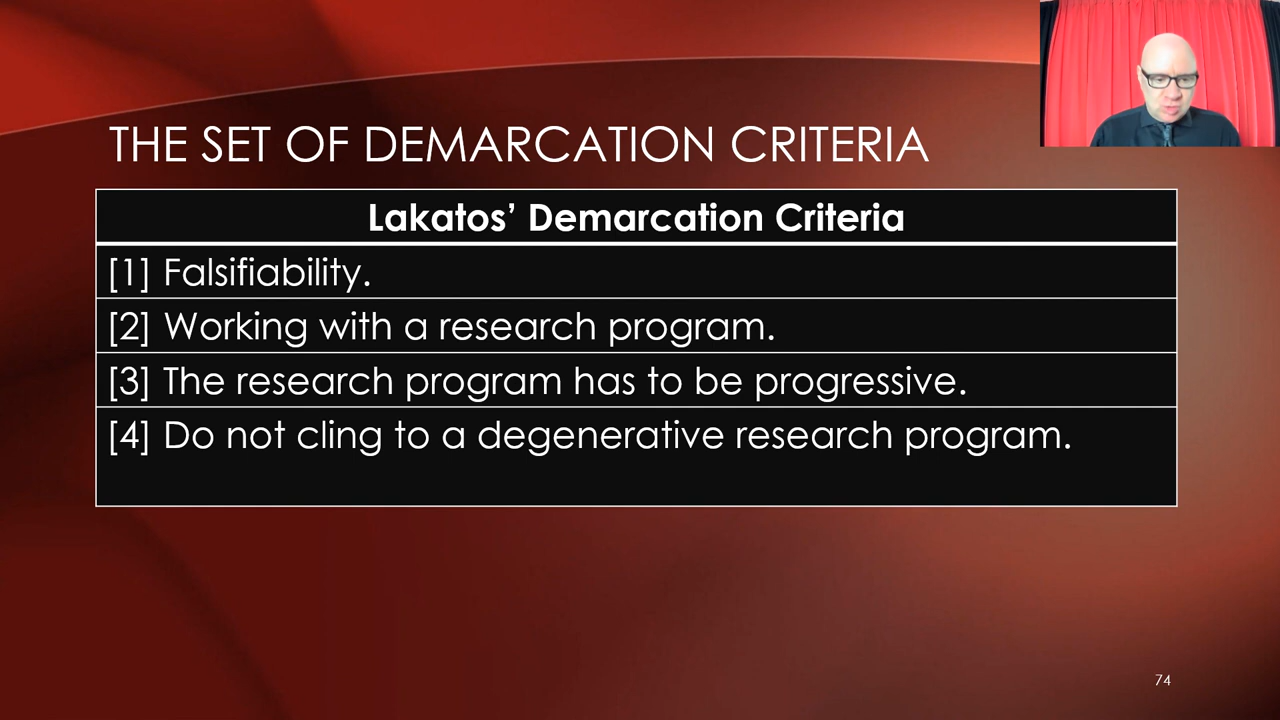 THE SET OF DEMARCATION CRITERIA
Lakatos’ Demarcation Criteria
[1] Falsifiability.
[2] Working with a research program.
[3] The research program has to be progressive.
[4] Do not cling to a degenerative research program.
74